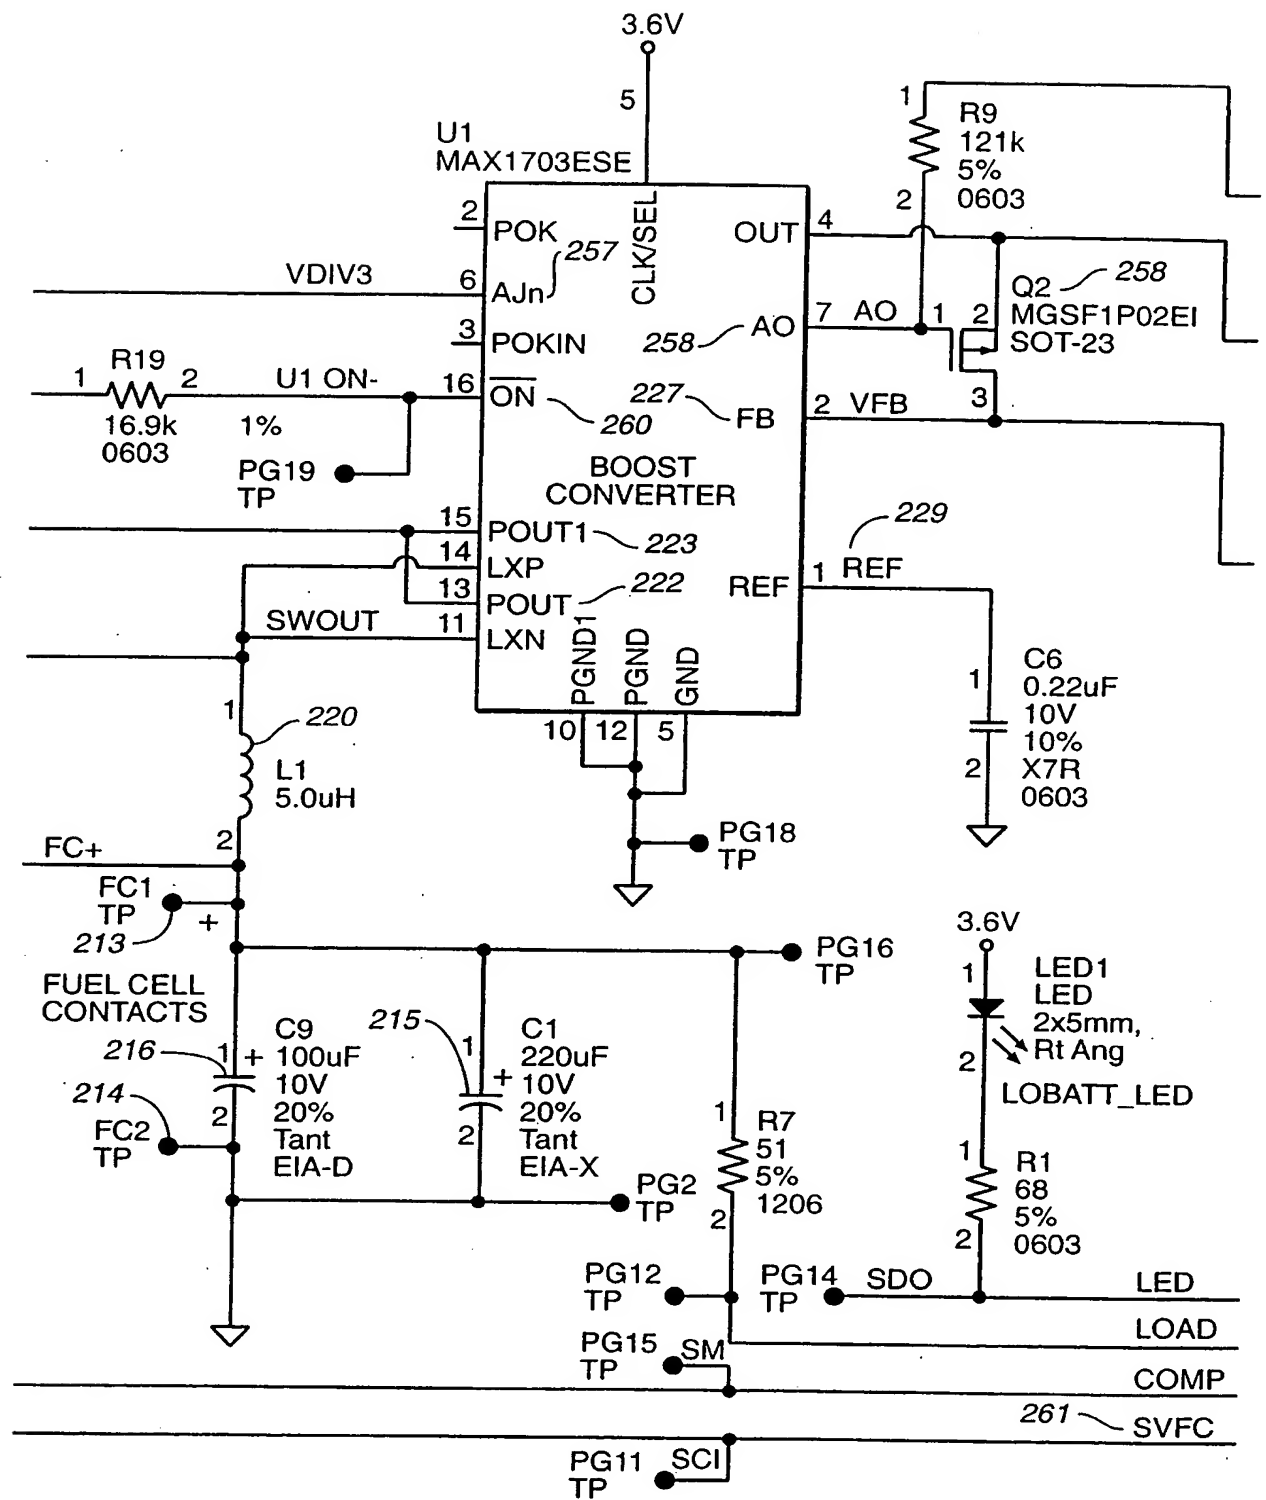 3.6V
5
U1
MAX1703ESE
CLK/SEL
2
POK
257
VDIV3
6
AJn
3
POKIN
R19
1
2
U1 ON-
16
ON
16.9k
1%
0603
260
PG19
TP
OUT
4
1
R9
121k
5%
0603
2
258
Q2
MGSF1P02EI
SOT-23
258
AO
7
AO
1
2
3
227
FB
2
VFB
BOOST
CONVERTER
15
POUT1
223
14
LXP
13
POUT
222
SWOUT
11
LXN
229
REF
1
REF
PGND1
PGND
GND
10
12
5
C6
0.22uF
10V
10%
X7R
0603
1
2
1
220
L1
5.0uH
2
PG18
TP
FC+
FC1
TP
+
213
FUEL CELL
CONTACTS
PG16
TP
3.6V
1
LED1
LED
2x5mm,
Rt Ang
2
LOBATT_LED
216
1
+
C9
100uF
10V
20%
Tant
EIA-D
2
214
FC2
TP
215
1
+
C1
220uF
10V
20%
Tant
EIA-X
2
PG2
TP
1
R7
51
5%
1206
2
1
R1
68
5%
0603
2
PG12
TP
PG14
TP
SDO
LED
LOAD
PG15
TP
SM
COMP
261
SVFC
PG11
TP
SCI